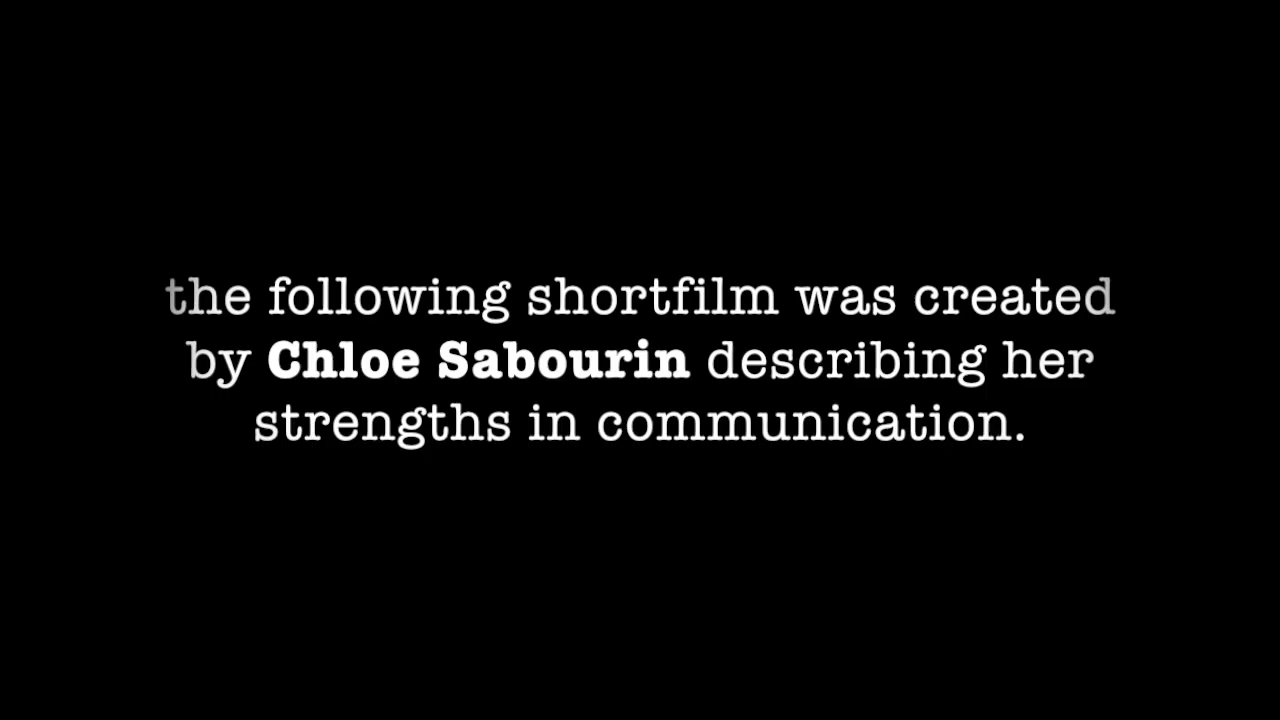 the following shortfilm was created
by Chloe Sabourin describing her
strengths in communication.